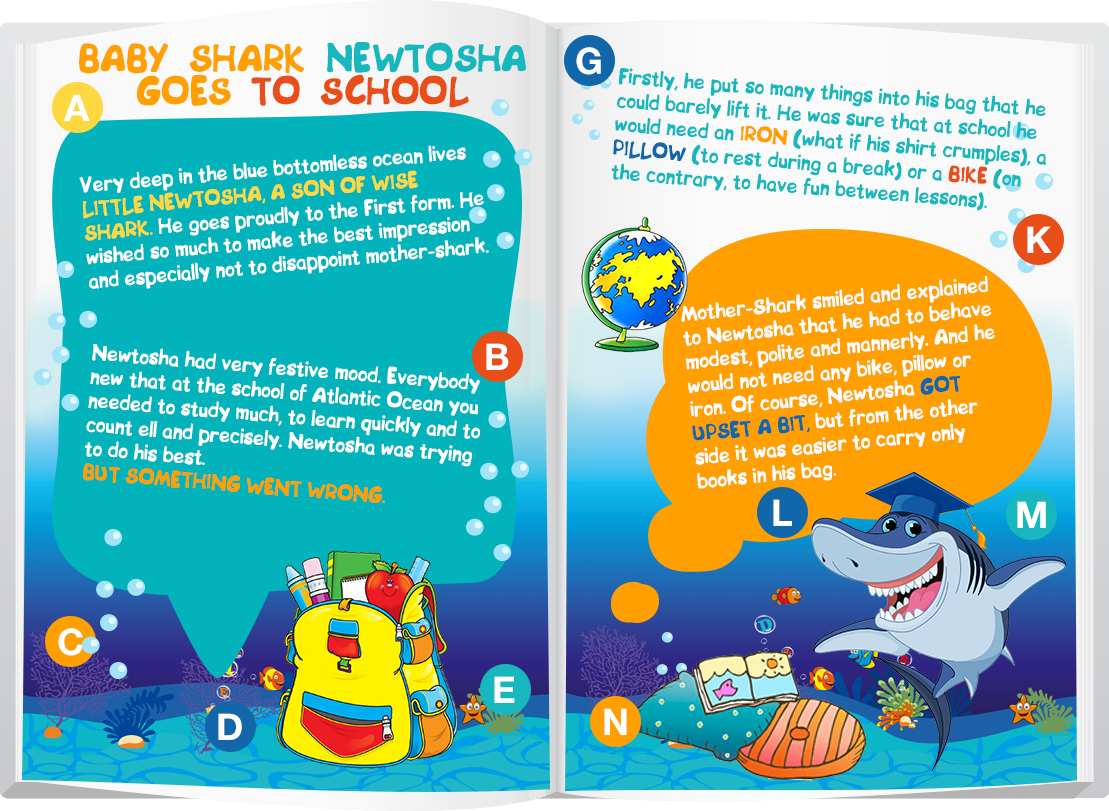 BABY SHARK NEWTOSHA
GOES TO SCHOOL
A
Very deep in the blue bottomless ocean lives
LITTLE NEWTOSHA, A SON OF WISE
SHARK. He goes proudly to the First form. He
wished so much to make the best impression
and especially not to disappoint mother-shark.
B
Newtosha had very festive mood. Everybody
new that at the school of Atlantic Ocean you
needed to study much, to learn quickly and to
count ell and precisely. Newtosha was trying
to do his best.
BUT SOMETHING WENT WRONG.
C
D
E
G
Firstly, he put so many things into his bag that he
could barely lift it. He was sure that at school he
would need an IRON (what if his shirt crumples), a
PILLOW (to rest during a break) or a BIKE (on
the contrary, to have fun between lessons).
K
Mother-Shark smiled and explained
to Newtosha that he had to behave
modest, polite and mannerly. And he
would not need any bike, pillow or
iron. Of course, Newtosha GOT
UPSET A BIT, but from the other
side it was easier to carry only
books in his bag.
L
M
D
N